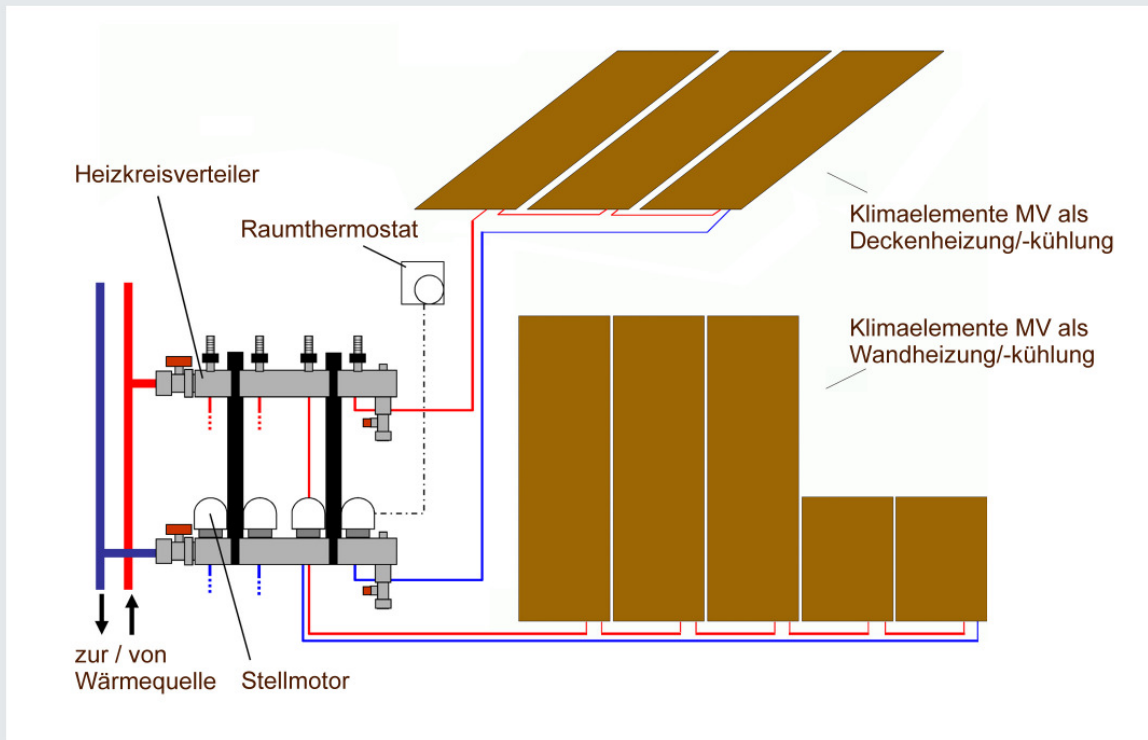 Heizkreisverteiler
Raumthermostat
Klimaelemente MV als
Deckenheizung/-kühlung
Klimaelemente MV als
Wandheizung/-kühlung
zur / von
Wärmequelle
Stellmotor